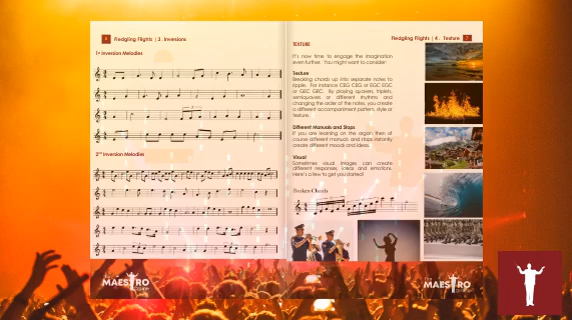 Fledgling Flights | 3. Inversions
1st Inversion Melodies
2nd Inversion Melodies
MAESTRO
Fledgling Flights | 4. Texture 7
TEXTURE
It's now time to engage the imagination
even further. You might want to consider:
Texture
Breaking chords up into separate notes to
ripple. For instance CBG CBG or EGC EGC
or GEC GEC. By playing quavers, triplets,
semiquavers or different rhythms and
changing the order of the notes, you create
a different accompaniment pattern, style or
texture.
Different Manuals and Stops
If you are learning on the organ then of
course different manuals and stops instantly
create different moods and ideas.
Visual
Sometimes visual images can create
different responses, ideas and emotions.
Here's a few to get you started!
Broken Chords
MAESTRO